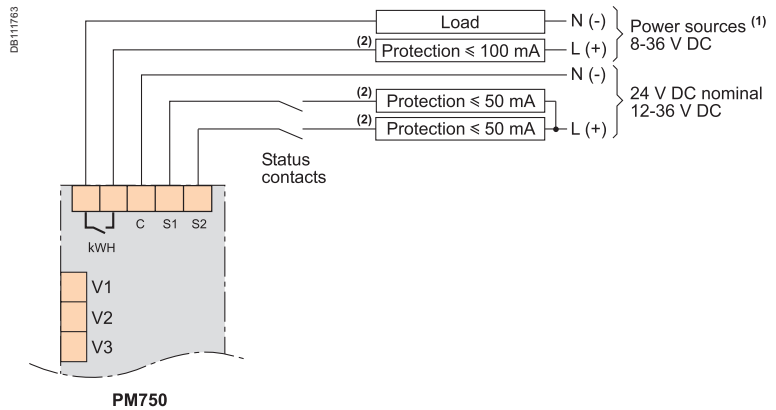 DB111763
Load
N (-)
Power sources (1)
8-36 V DC
(2)
Protection ⩽ 100 mA
L (+)
N (-)
24 V DC nominal
12-36 V DC
(2)
Protection ⩽ 50 mA
(2)
Protection ⩽ 50 mA
L (+)
Status
contacts
C S1 S2
kWH
V1
V2
V3
PM750